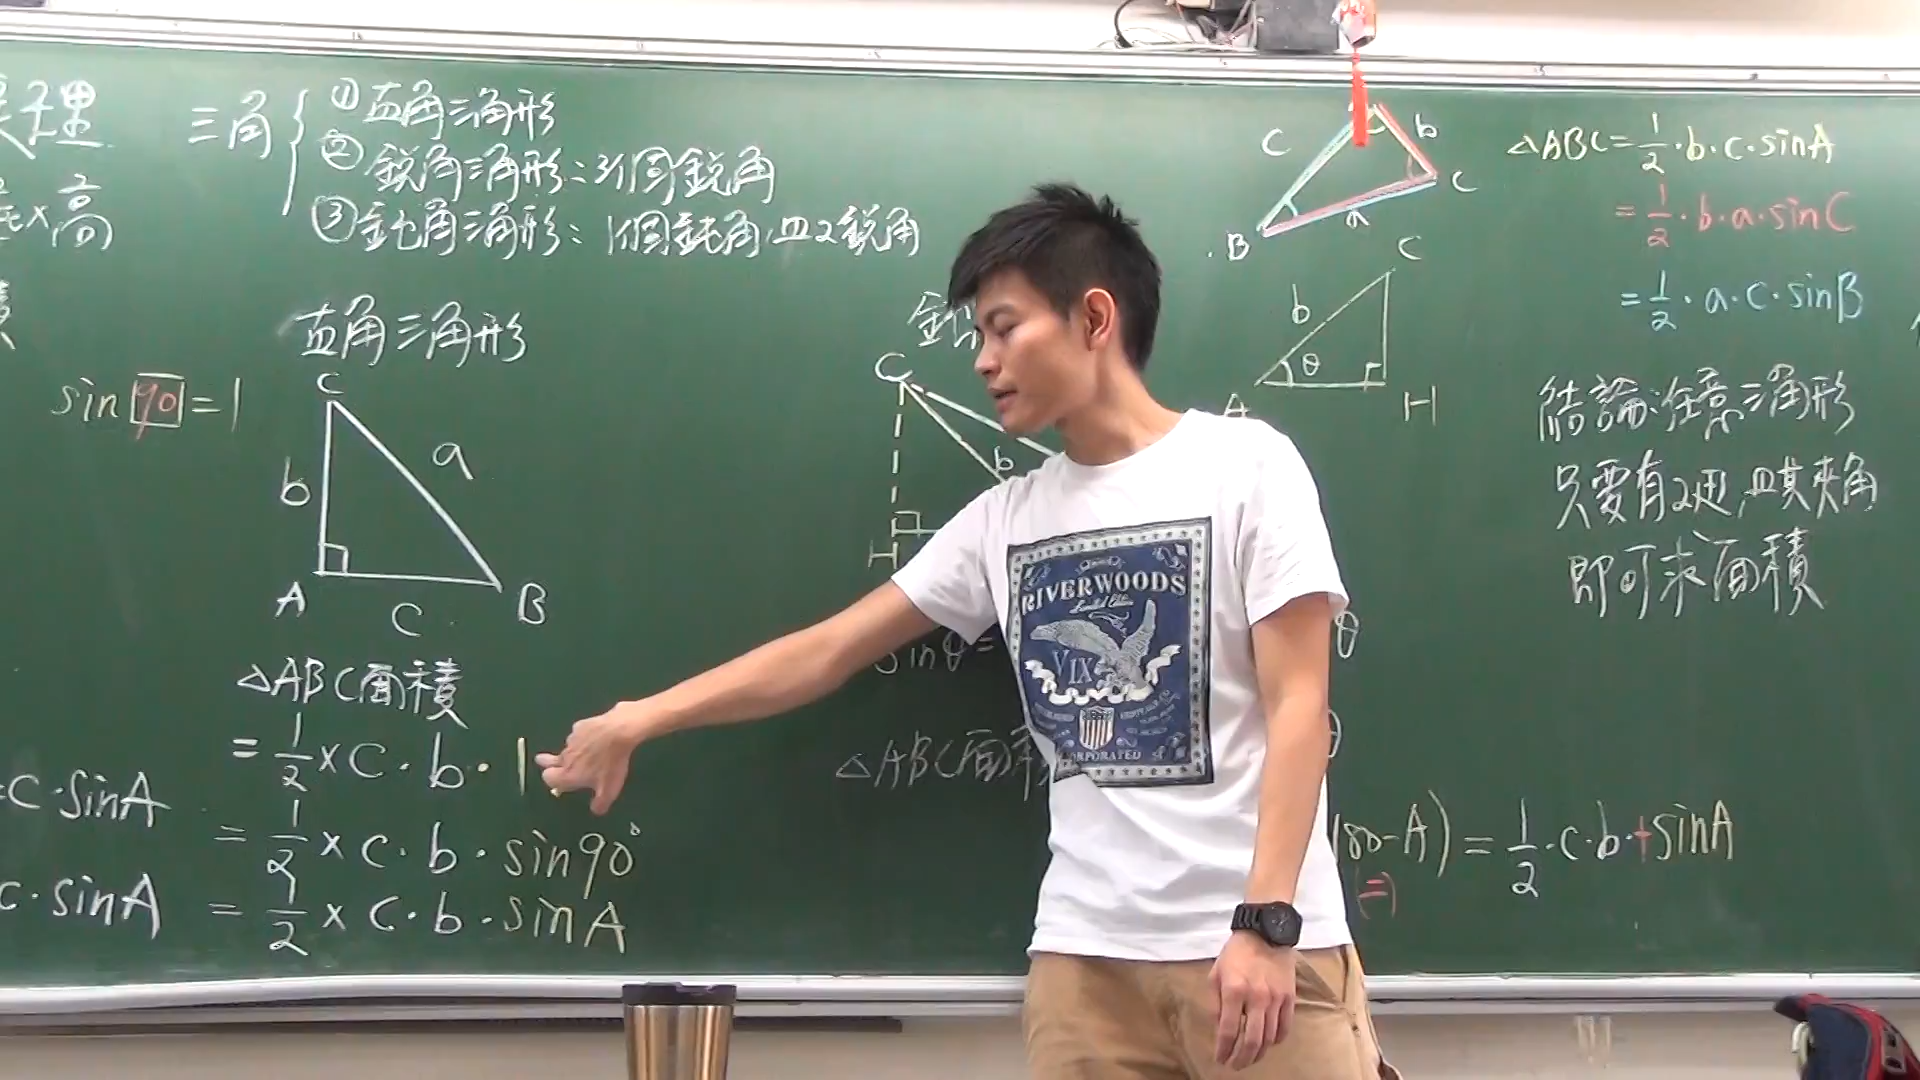 三角
①直角三角形
②銳角三角形:3個銳角
③鈍角三角形:1個鈍角,且2銳角
高
直角三角形
sin 90 = 1
C
b
a
A
C
B
△ABC面積
= 1/2 × C · b · 1
= 1/2 × C · b · sin90°
= 1/2 × C · b · sinA
C · sinA
C · sinA
C
b
H
sinθ =
△ABC面積
C
b
C
a
B
C
b
θ
A
H
θ
180-A) = 1/2 · C · b · + sinA
(=)
△ABC = 1/2 · b · c · sinA
= 1/2 · b · a · sinC
= 1/2 · a · c · sinB
結論:任意三角形
只要有2邊,且其夾角
即可求面積
RIVERWOODS
Limited Edition
VIX